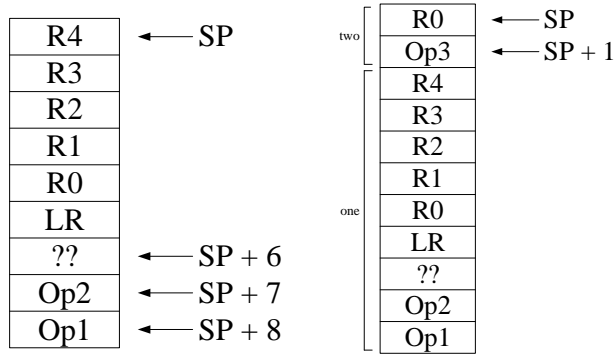 R4 SP
R3
R2
R1
R0
LR
?? SP + 6
Op2 SP + 7
Op1 SP + 8
two
R0 SP
Op3 SP + 1
one
R4
R3
R2
R1
R0
LR
??
Op2
Op1